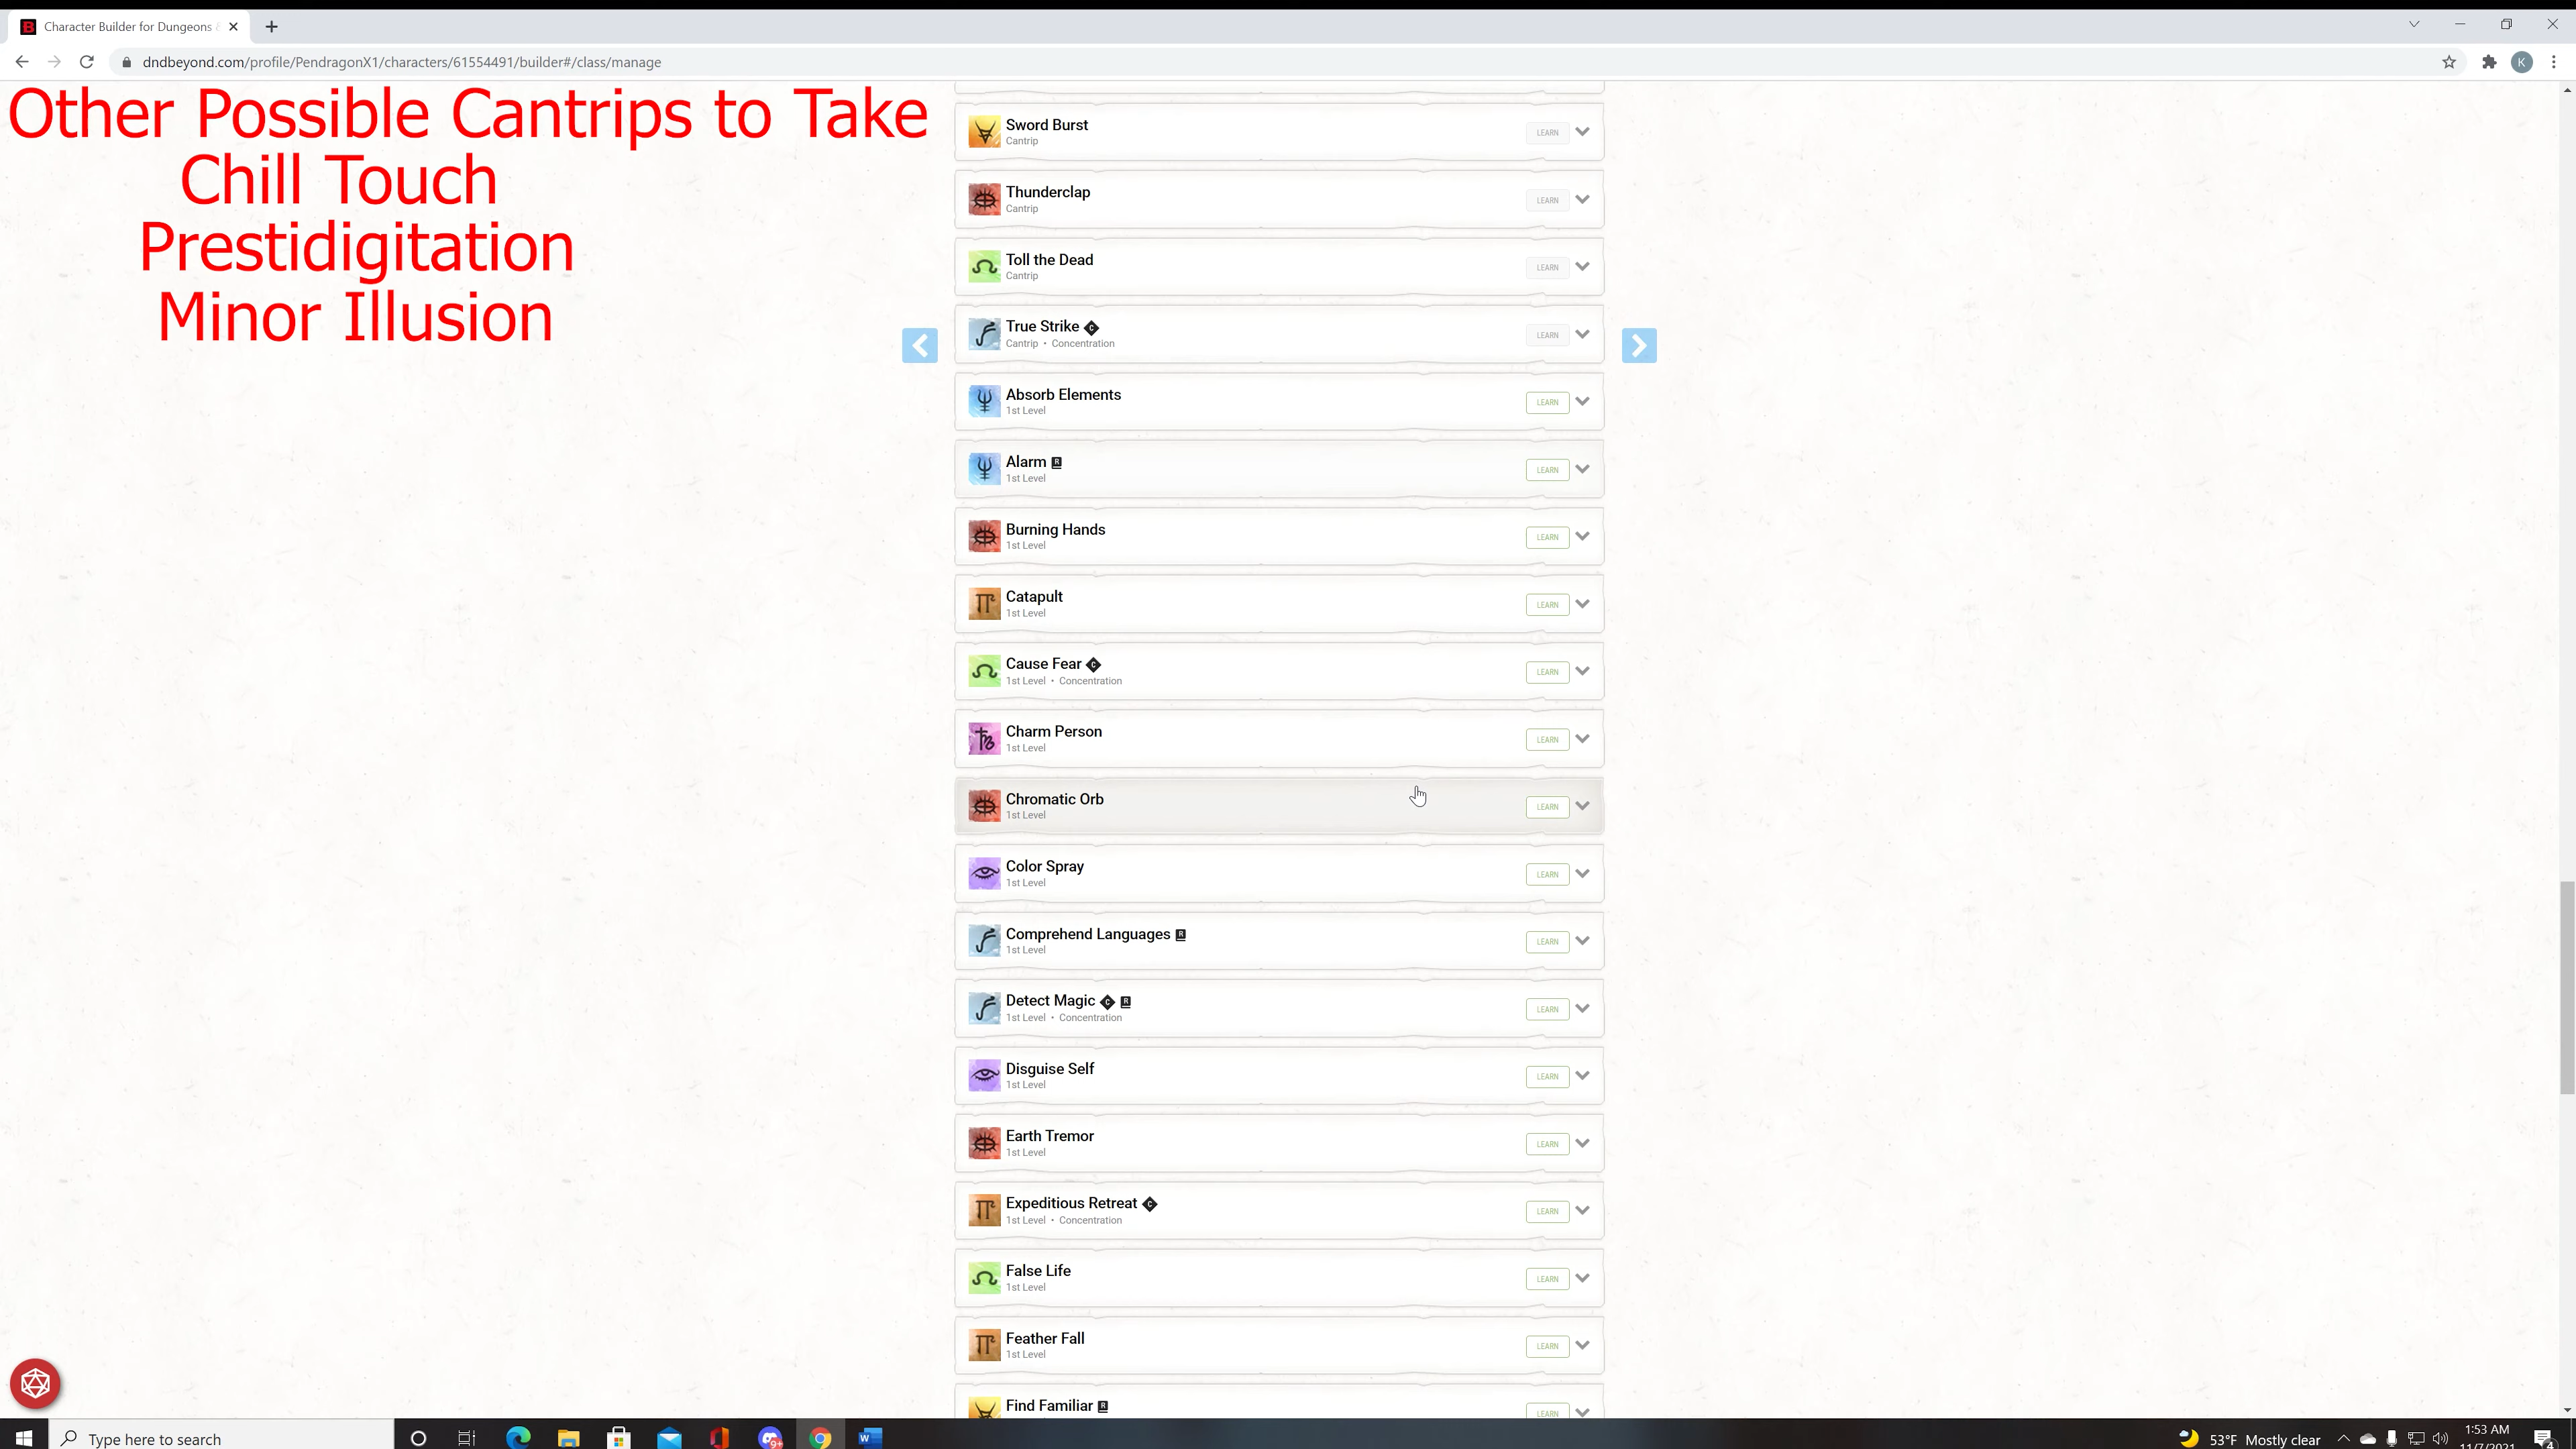 Character Builder for Dungeons
dndbeyond.com/profile/PendragonX1/characters/61554491/builder#/class/manage
K
Other Possible Cantrips to Take
Chill Touch
Prestidigitation
Minor Illusion
Sword Burst
Cantrip
LEARN
Thunderclap
Cantrip
LEARN
Toll the Dead
Cantrip
LEARN
True Strike C
Cantrip • Concentration
LEARN
Absorb Elements
1st Level
LEARN
Alarm R
1st Level
LEARN
Burning Hands
1st Level
LEARN
Catapult
1st Level
LEARN
Cause Fear C
1st Level • Concentration
LEARN
Charm Person
1st Level
LEARN
Chromatic Orb
1st Level
LEARN
Color Spray
1st Level
LEARN
Comprehend Languages R
1st Level
LEARN
Detect Magic C R
1st Level • Concentration
LEARN
Disguise Self
1st Level
LEARN
Earth Tremor
1st Level
LEARN
Expeditious Retreat C
1st Level • Concentration
LEARN
False Life
1st Level
LEARN
Feather Fall
1st Level
LEARN
Find Familiar R
LEARN
Type here to search
9+
W
53°F Mostly clear
1:53 AM
11/7/2021
4